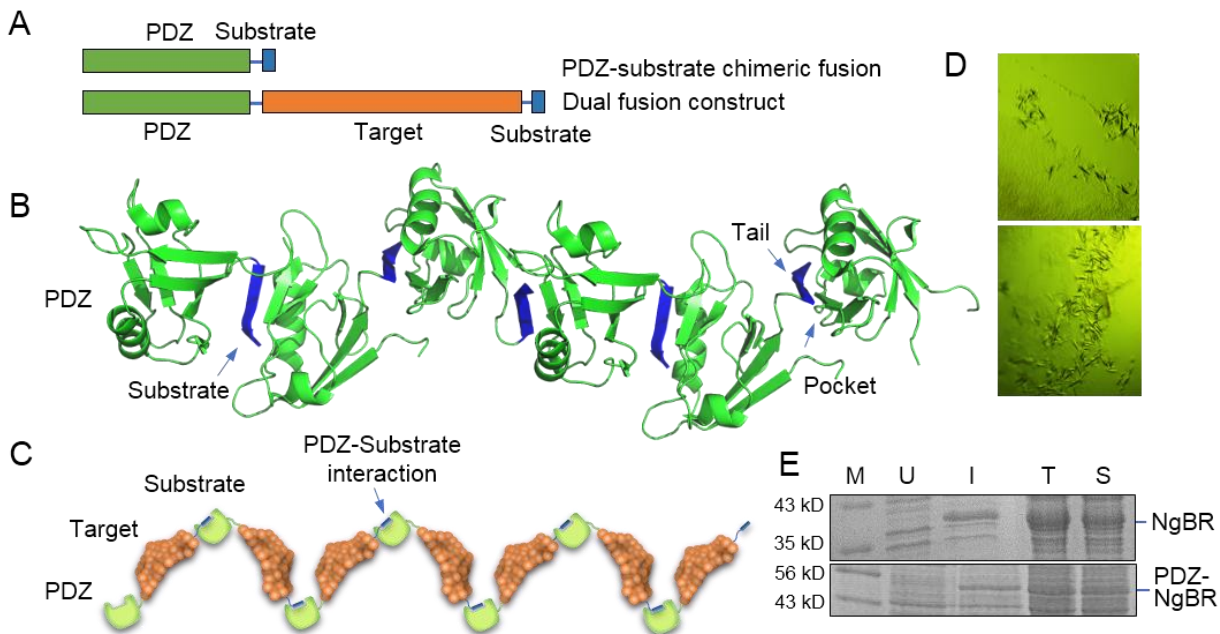 A
PDZ Substrate
PDZ-substrate chimeric fusion
Dual fusion construct
PDZ Target Substrate
D
B
Tail
PDZ
Substrate
Pocket
C
PDZ-Substrate
interaction
Substrate
Target
PDZ
E M U I T S
43 kD
NgBR
35 kD
56 kD
PDZ-
NgBR
43 kD